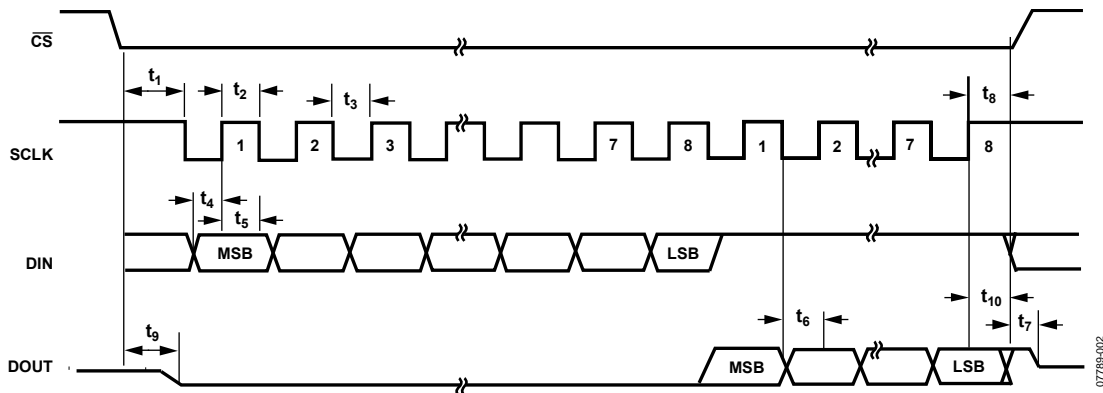 CS
t1
t2
t3
t8
SCLK
1
2
3
7
8
1
2
7
8
t4
t5
DIN
MSB
LSB
t9
t6
t10
t7
DOUT
MSB
LSB
07789-002